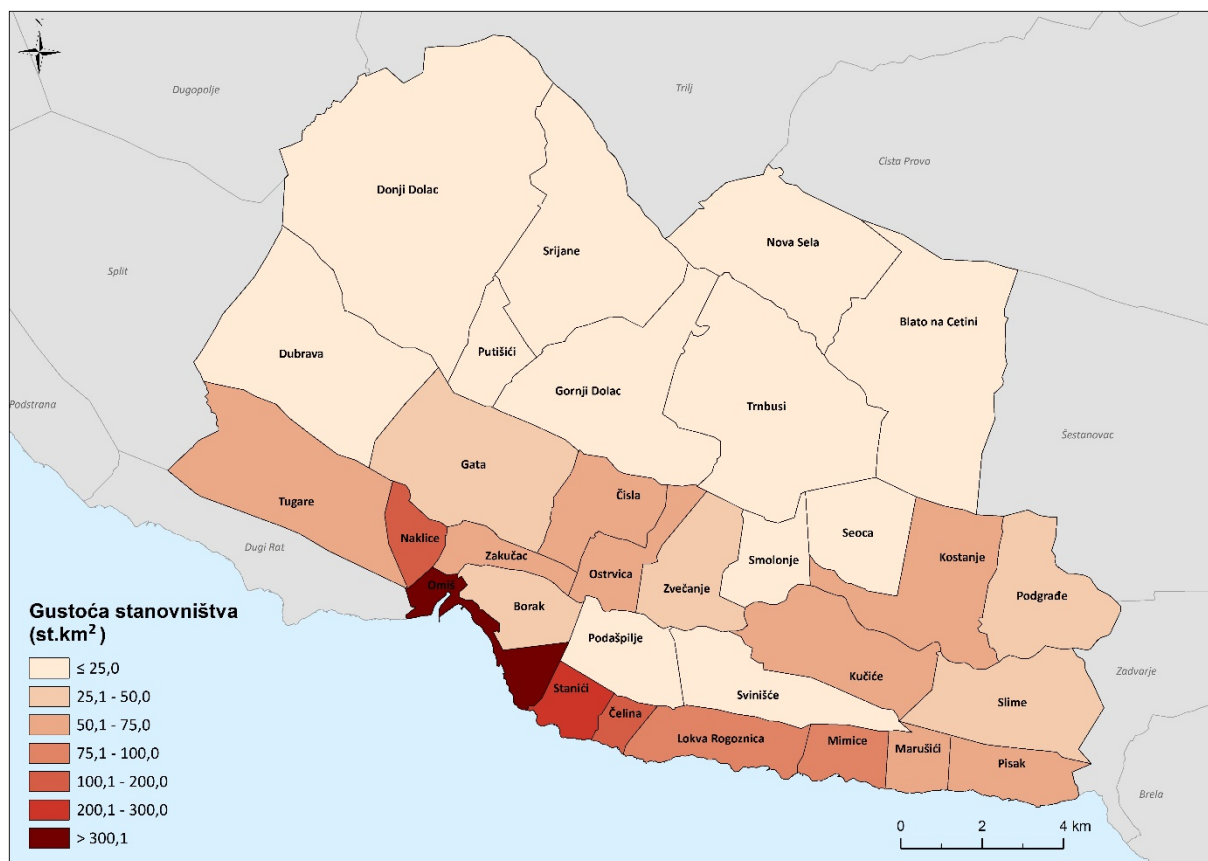 N
Dugopolje
Trilj
Cista Provo
Donji Dolac
Nova Sela
Srijane
Split
Blato na Cetini
Dubrava
Putišići
Gornji Dolac
Trnbusi
Podstrana
Šestanovac
Gata
Čisla
Tugare
Seoca
Naklice
Kostanje
Zakučac
Smolonje
Dugi Rat
Ostrvica
Omiš
Zvečanje
Podgrađe
Borak
Podašpilje
Zadvarje
Kučiće
Stanići
Svinišće
Slime
Čelina
Lokva Rogoznica
Mimice
Marušići
Pisak
Brela
Gustoća stanovništva
(st.km²)
≤ 25,0
25,1 - 50,0
50,1 - 75,0
75,1 - 100,0
100,1 - 200,0
200,1 - 300,0
> 300,1
0 2 4 km